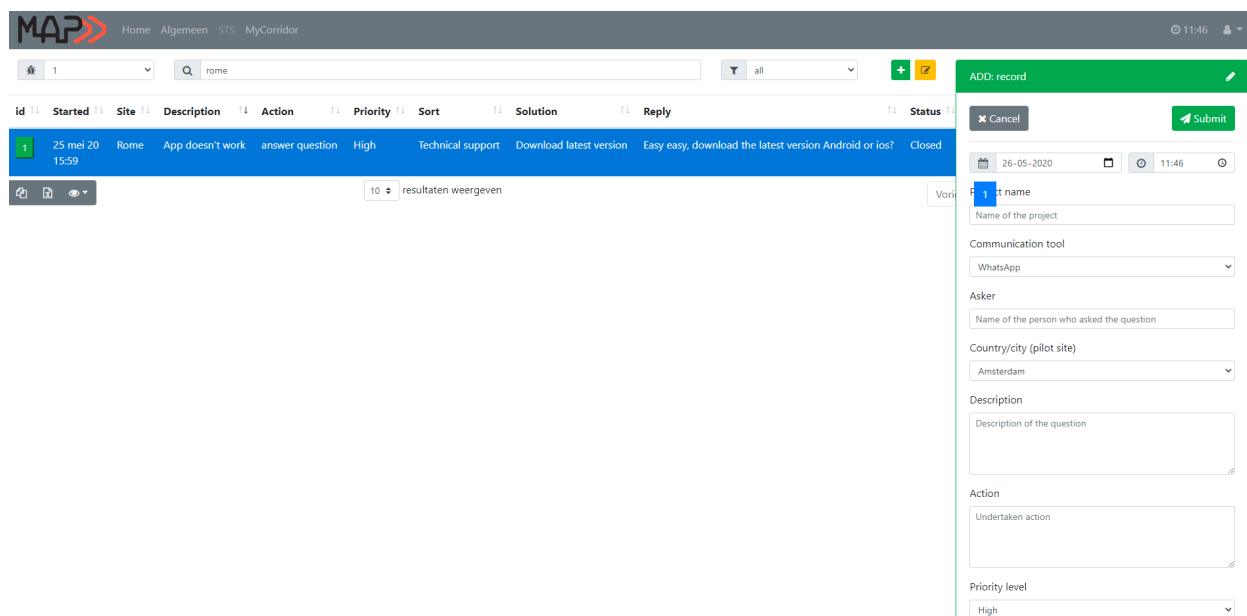 MAP Home Algemeen STS MyCorridor 11:46
1 rome all
id Started Site Description Action Priority Sort Solution Reply Status
1 25 mei 20 15:59 Rome App doesn't work answer question High Technical support Download latest version Easy easy, download the latest version Android or ios? Closed
10 resultaten weergeven
Vori
1
ADD: record
Cancel Submit
26-05-2020 11:46
ct name
Name of the project
Communication tool
WhatsApp
Asker
Name of the person who asked the question
Country/city (pilot site)
Amsterdam
Description
Description of the question
Action
Undertaken action
Priority level
High